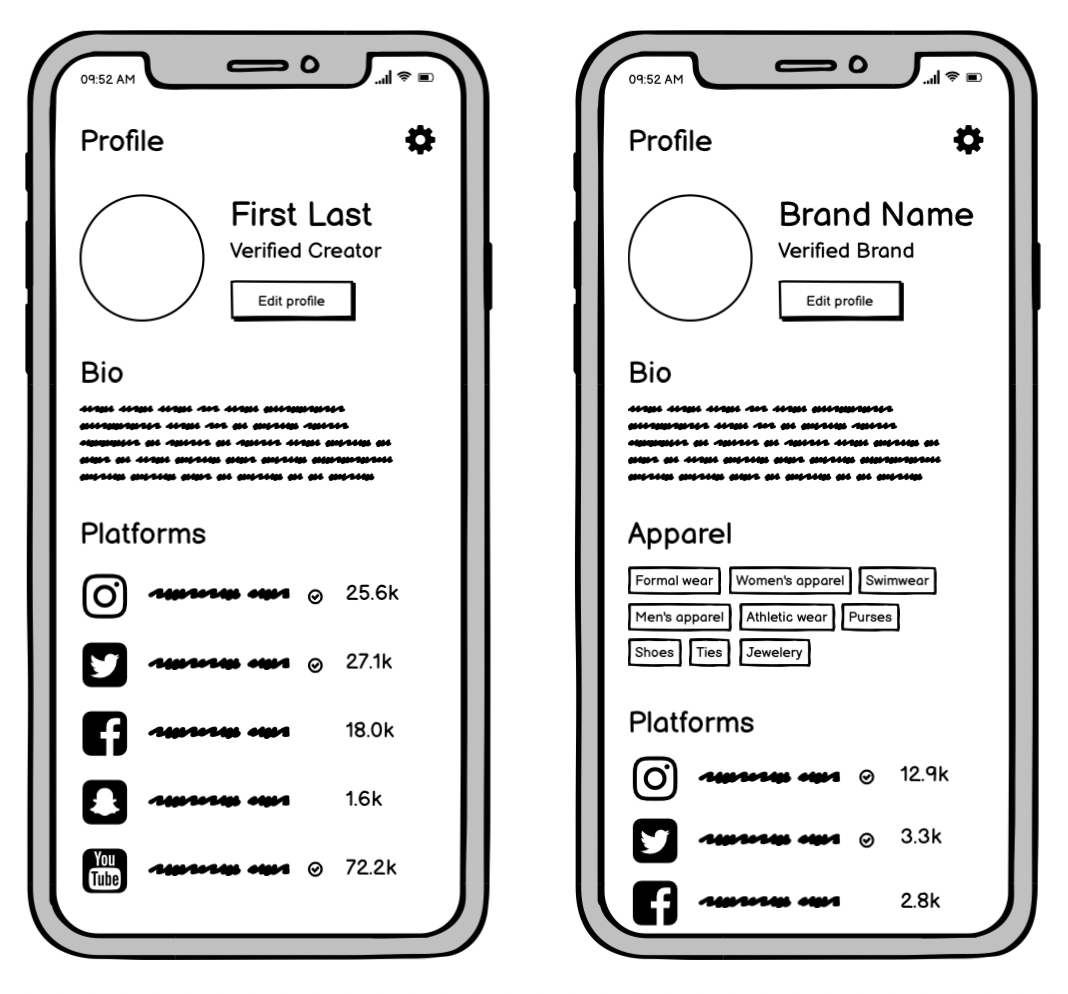 09:52 AM
Profile
First Last
Verified Creator
Edit profile
Bio
Platforms
25.6k
27.1k
18.0k
1.6k
You
Tube
72.2k
09:52 AM
Profile
Brand Name
Verified Brand
Edit profile
Bio
Apparel
Formal wear Women's apparel Swimwear
Men's apparel Athletic wear Purses
Shoes Ties Jewelery
Platforms
12.9k
3.3k
2.8k